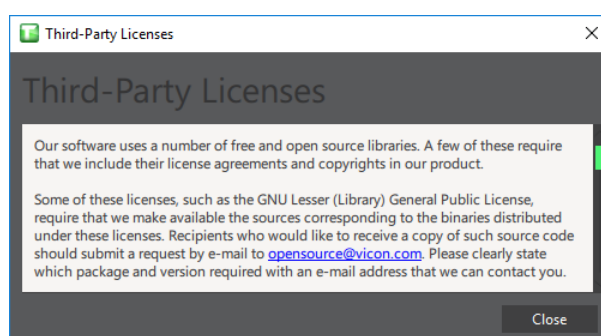 Third-Party Licenses
Third-Party Licenses
Our software uses a number of free and open source libraries. A few of these require
that we include their license agreements and copyrights in our product.
Some of these licenses, such as the GNU Lesser (Library) General Public License,
require that we make available the sources corresponding to the binaries distributed
under these licenses. Recipients who would like to receive a copy of such source code
should submit a request by e-mail to opensource@vicon.com. Please clearly state
which package and version required with an e-mail address that we can contact you.
Close